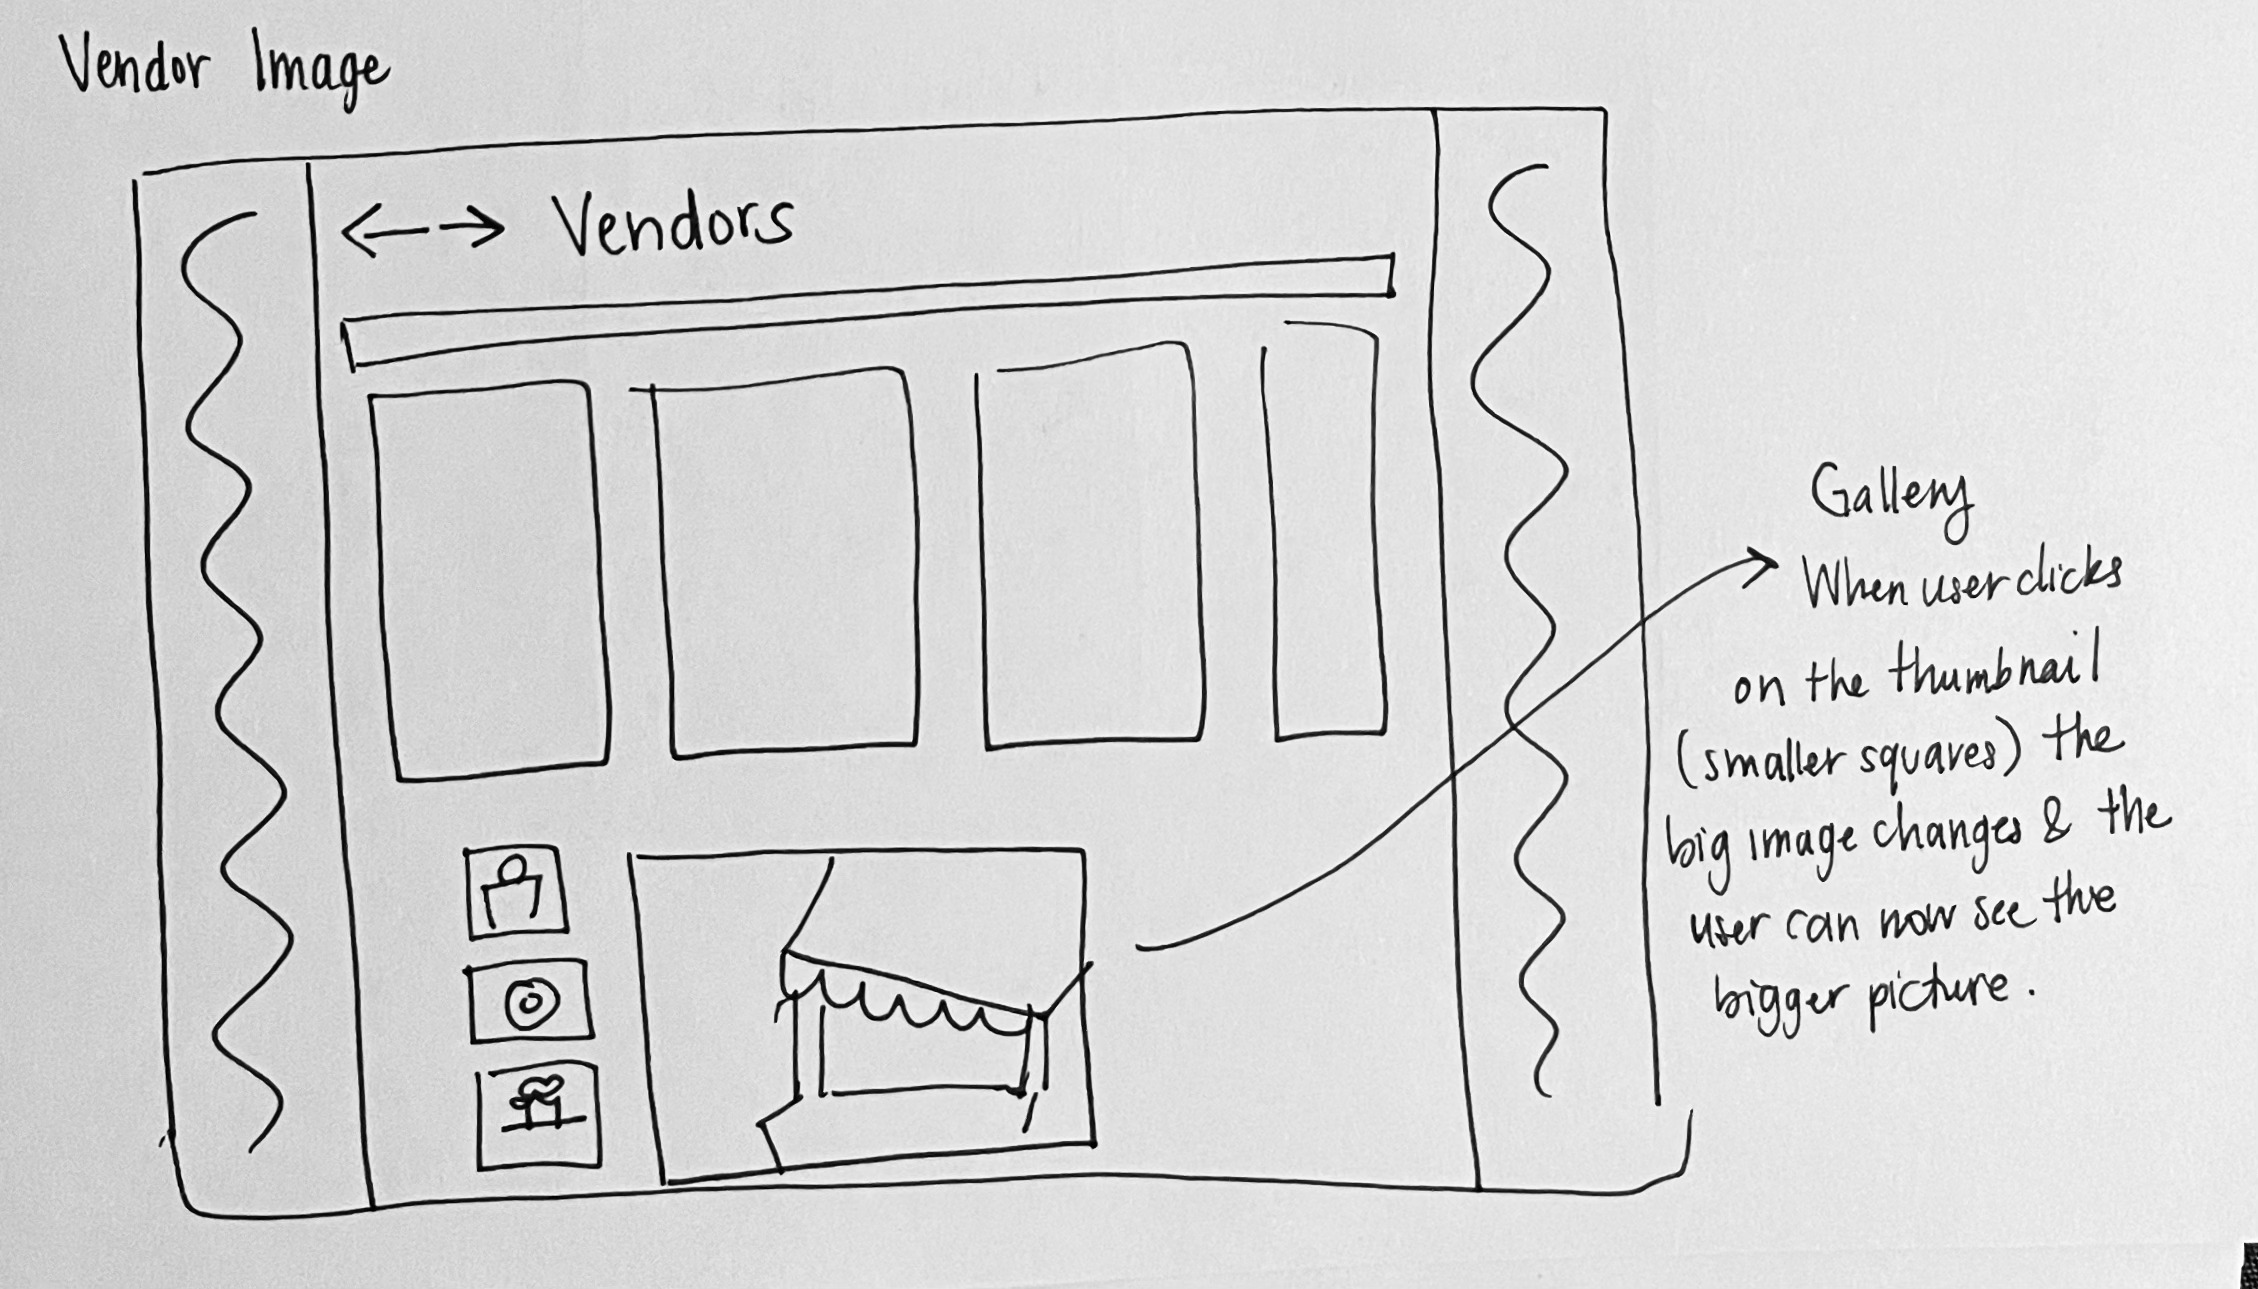 Vendor Image
Vendors
Gallery
When user clicks
on the thumbnail
(smaller squares) the
big image changes & the
user can now see the
bigger picture.